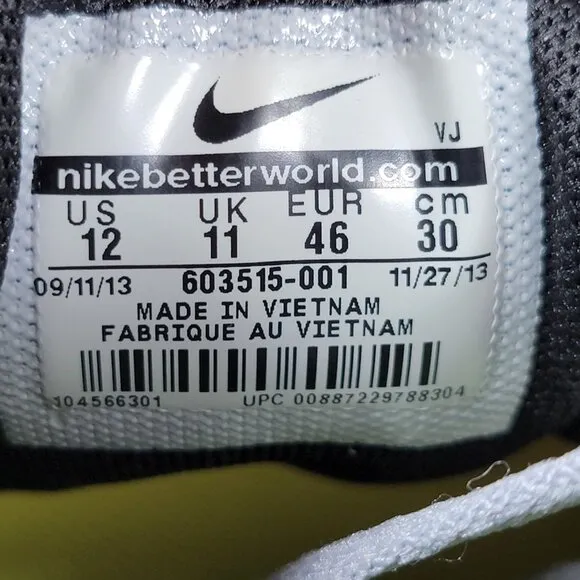 VJ
nikebetterworld.com
US UK EUR cm
12 11 46 30
09/11/13 603515-001 11/27/13
MADE IN VIETNAM
FABRIQUE AU VIETNAM
104566301 UPC 00887229788304